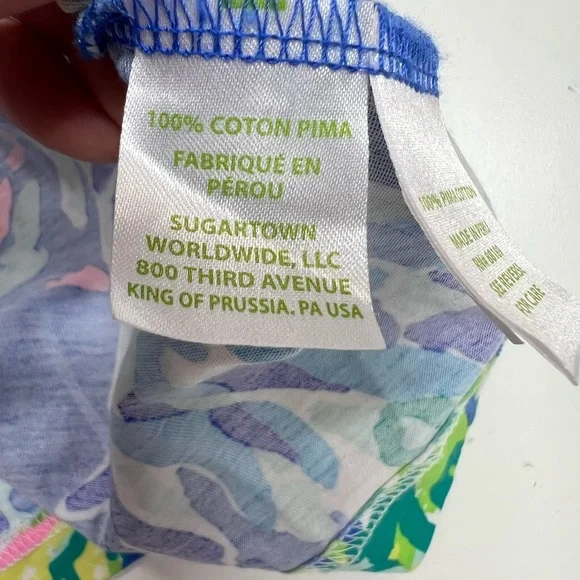 100% COTON PIMA
FABRIQUÉ EN
PÉROU
SUGARTOWN
WORLDWIDE, LLC
800 THIRD AVENUE
KING OF PRUSSIA. PA USA
100% PIMA COTTON
MADE IN PERU
SEE REVERSE
FOR CARE